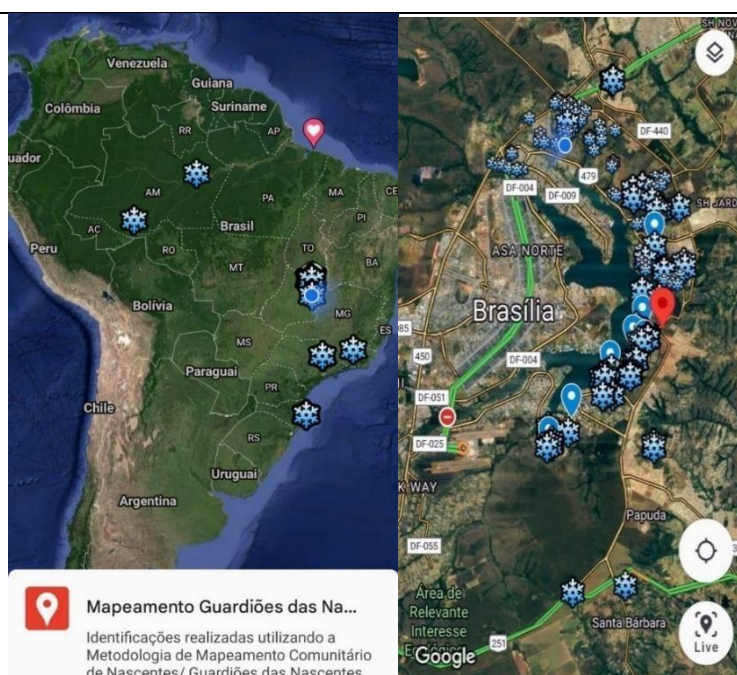 Venezuela
Guiana
Suriname
Colômbia
RR
AP
uador
AM
PA
MA
CE
PI
AC
Brasil
RO
TO
Peru
MT
BA
Bolívia
MG
ES
MS
Paraguai
PR
Chile
RS
Uruguai
Argentina
Mapeamento Guardiões das Na...
Identificações realizadas utilizando a
Metodologia de Mapeamento Comunitário
de Nascentes/ Guardiões das Nascentes
SH NOV
DF-440
479
DF-004
DF-009
SH JARD
ASA NORTE
Brasília
085
450
DF-004
DF-051
DF-025
K WAY
Papuda
DF-055
Área de
Relevante
Interesse
Santa Bárbara
251
Google
Live